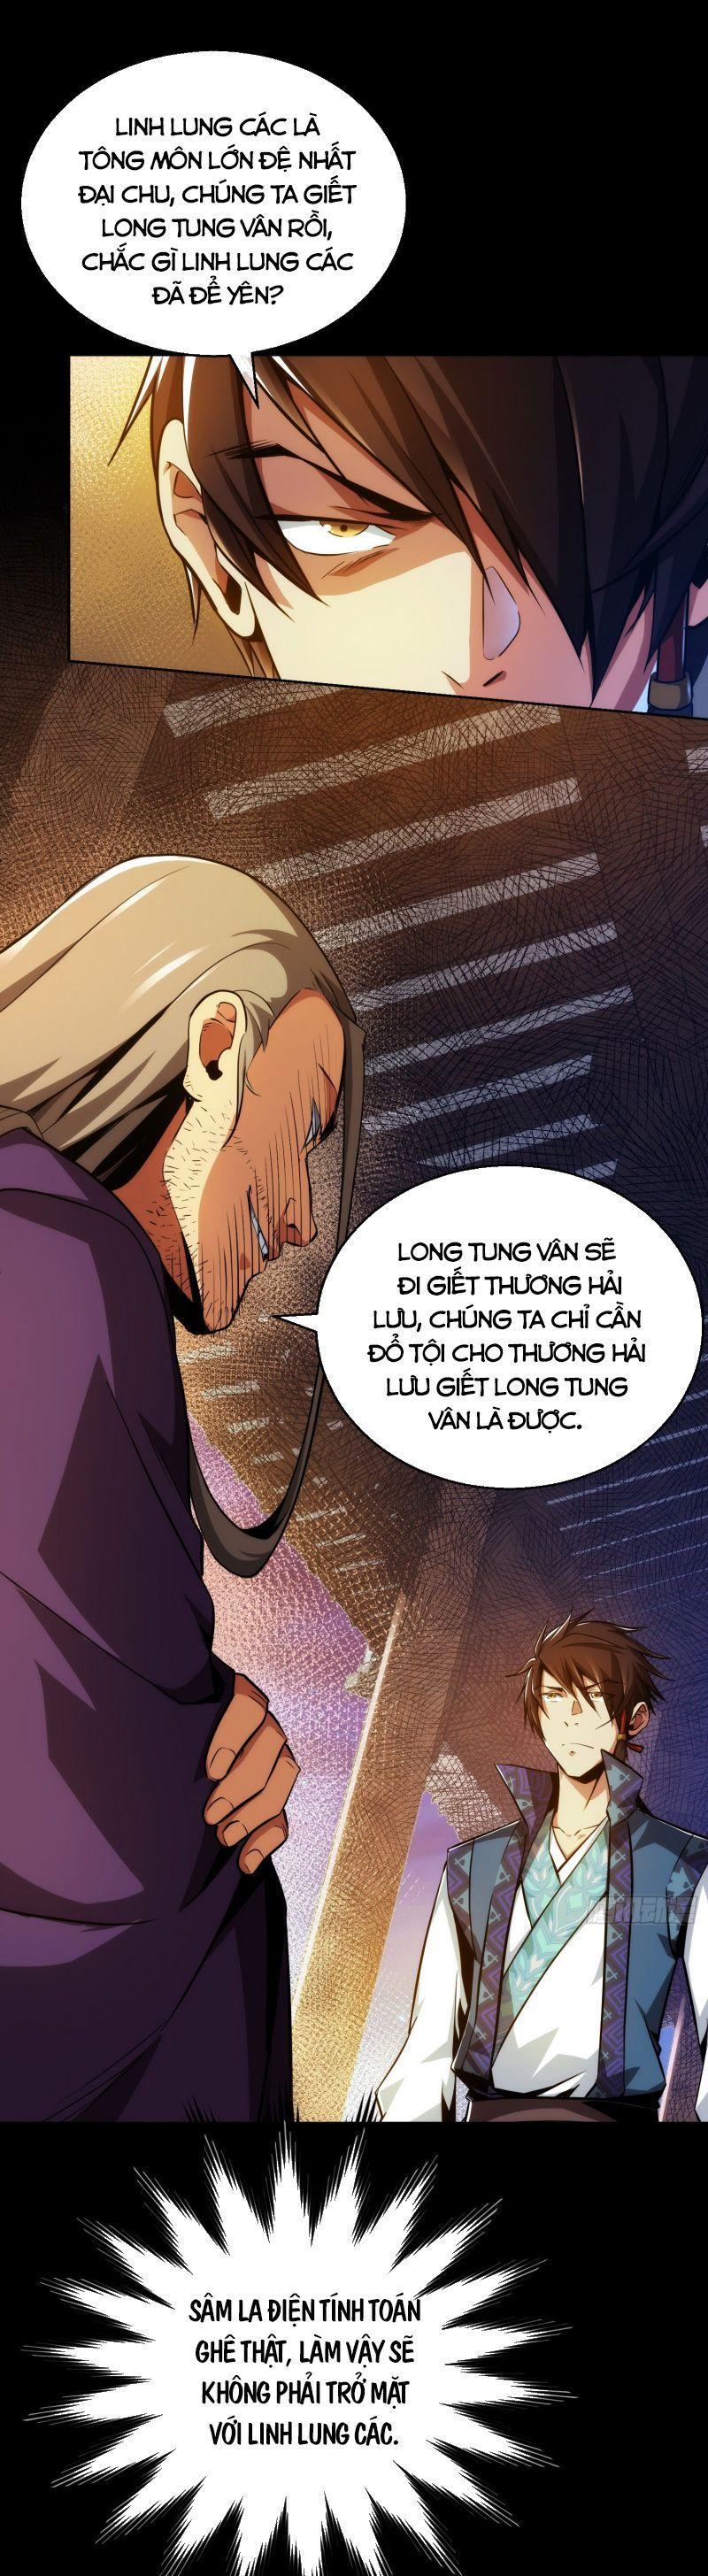 LINH LUNG CÁC LÀ
TÔNG MÔN LỚN ĐỆ NHẤT
ĐẠI CHU, CHÚNG TA GIẾT
LONG TUNG VÂN RỒI,
CHẮC GÌ LINH LUNG CÁC
ĐÃ ĐỂ YÊN?
LONG TUNG VÂN SẼ
ĐI GIẾT THƯƠNG HẢI
LƯU, CHÚNG TA CHỈ CẦN
ĐỔ TỘI CHO THƯƠNG HẢI
LƯU GIẾT LONG TUNG
VÂN LÀ ĐƯỢC.
SÂM LA ĐIỆN TÍNH TOÁN
GHÊ THẬT, LÀM VẬY SẼ
KHÔNG PHẢI TRỞ MẶT
VỚI LINH LUNG CÁC.